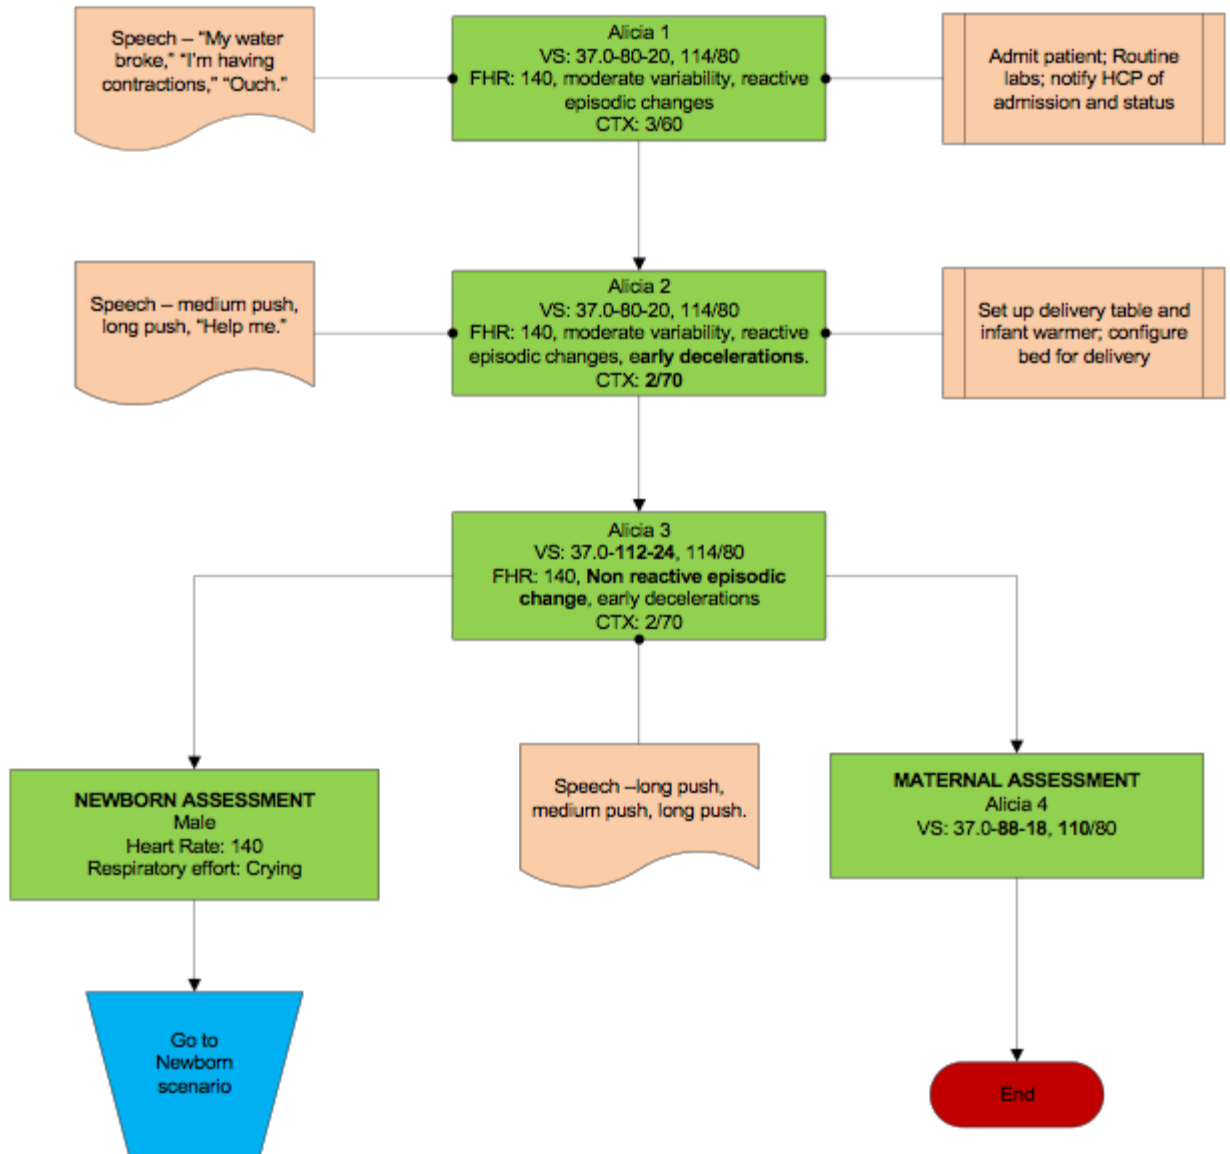 Speech – “My water
broke,” “I'm having
contractions,” “Ouch.”
Alicia 1
VS: 37.0-80-20, 114/80
FHR: 140, moderate variability, reactive
episodic changes
CTX: 3/60
Admit patient; Routine
labs; notify HCP of
admission and status
Speech – medium push,
long push, “Help me.”
Alicia 2
VS: 37.0-80-20, 114/80
FHR: 140, moderate variability, reactive
episodic changes, early decelerations.
CTX: 2/70
Set up delivery table and
infant warmer; configure
bed for delivery
Alicia 3
VS: 37.0-112-24, 114/80
FHR: 140, Non reactive episodic
change, early decelerations
CTX: 2/70
NEWBORN ASSESSMENT
Male
Heart Rate: 140
Respiratory effort: Crying
Speech –long push,
medium push, long push.
MATERNAL ASSESSMENT
Alicia 4
VS: 37.0-88-18, 110/80
Go to
Newborn
scenario
End